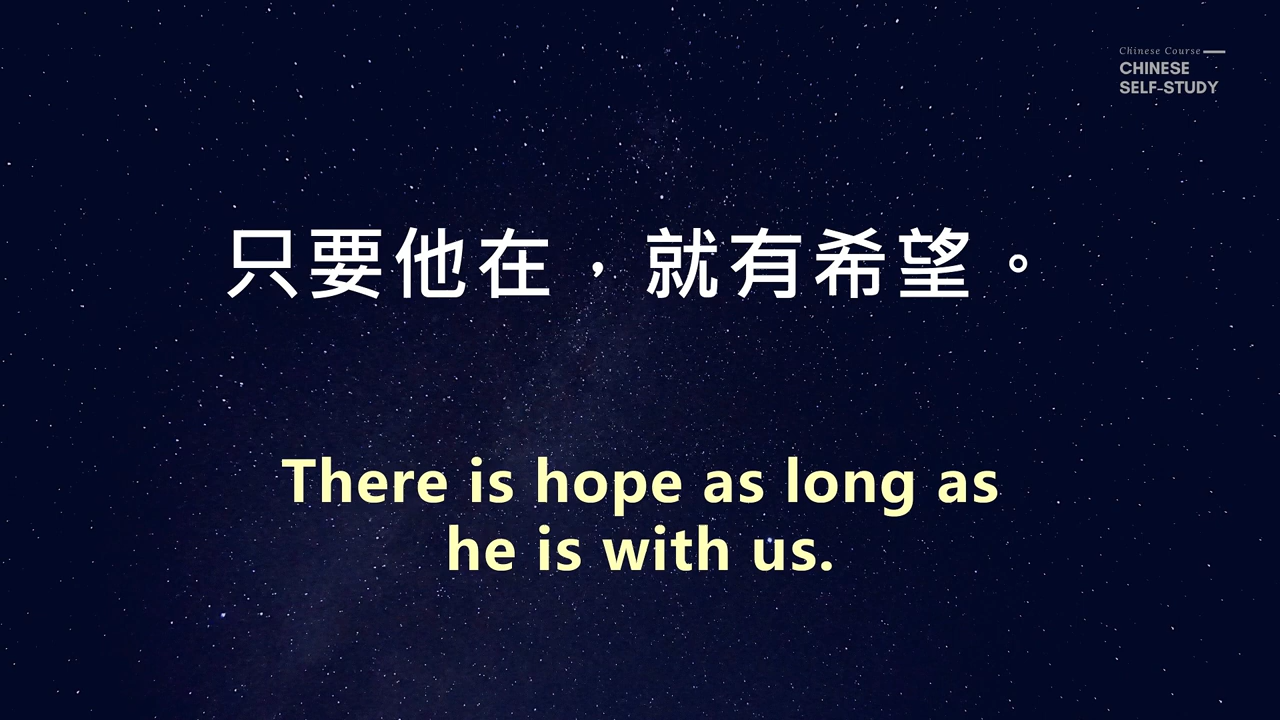 Chinese Course
CHINESE
SELF-STUDY
只要他在，就有希望。
There is hope as long as
he is with us.